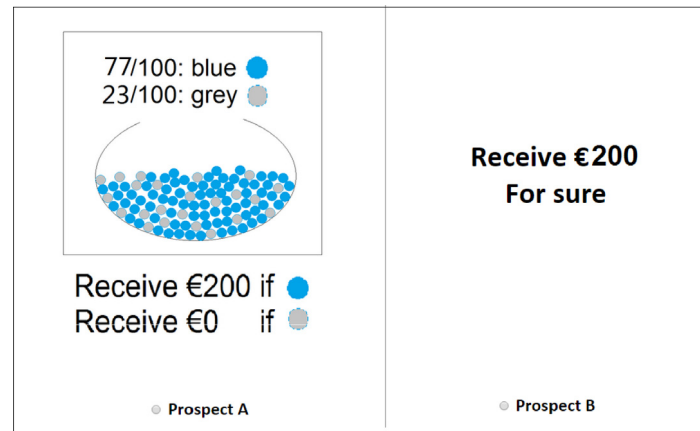 77/100: blue
23/100: grey
Receive €200 if
Receive €0 if
Prospect A
Receive €200
For sure
Prospect B